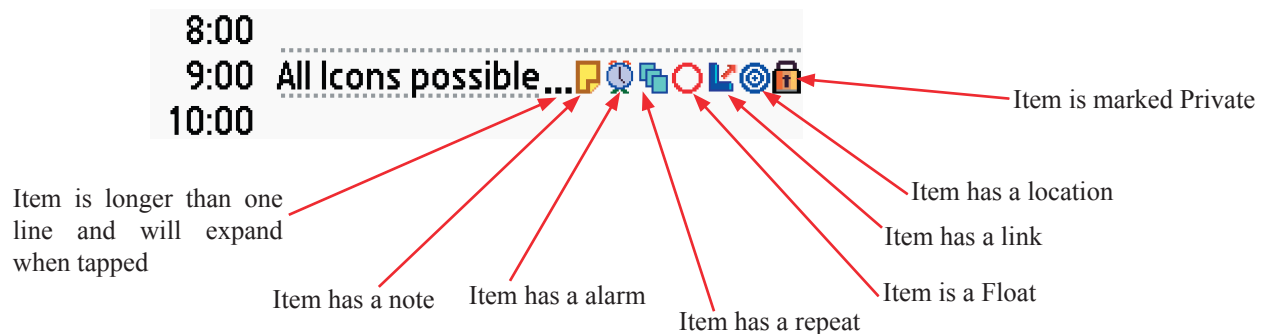 8:00
9:00 All Icons possible...
10:00
Item is marked Private
Item has a location
Item is longer than one
line and will expand
when tapped
Item has a link
Item has a note
Item has a alarm
Item is a Float
Item has a repeat